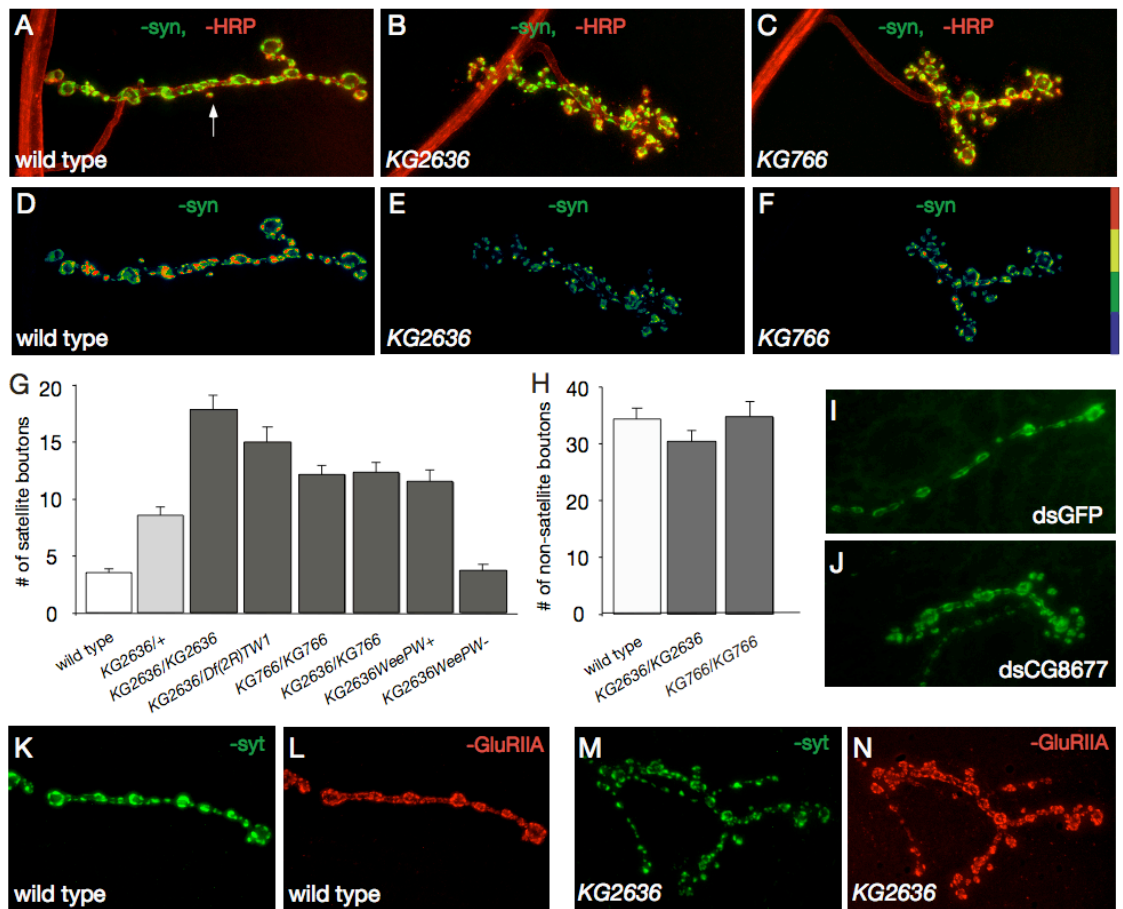 A
-syn, -HRP
wild type
B
-syn, -HRP
KG2636
C
-syn, -HRP
KG766
D
-syn
wild type
E
-syn
KG2636
F
-syn
KG766
G
# of satellite boutons
20
15
10
5
0
wild type
KG2636/+
KG2636/KG2636
KG2636/Df(2R)TW1
KG766/KG766
KG2636/KG766
KG2636WeePW+
KG2636WeePW-
H
# of non-satellite boutons
40
30
20
10
0
wild type
KG2636/KG2636
KG766/KG766
I
dsGFP
J
dsCG8677
K
-syt
wild type
L
-GluRIIA
wild type
M
-syt
KG2636
N
-GluRIIA
KG2636